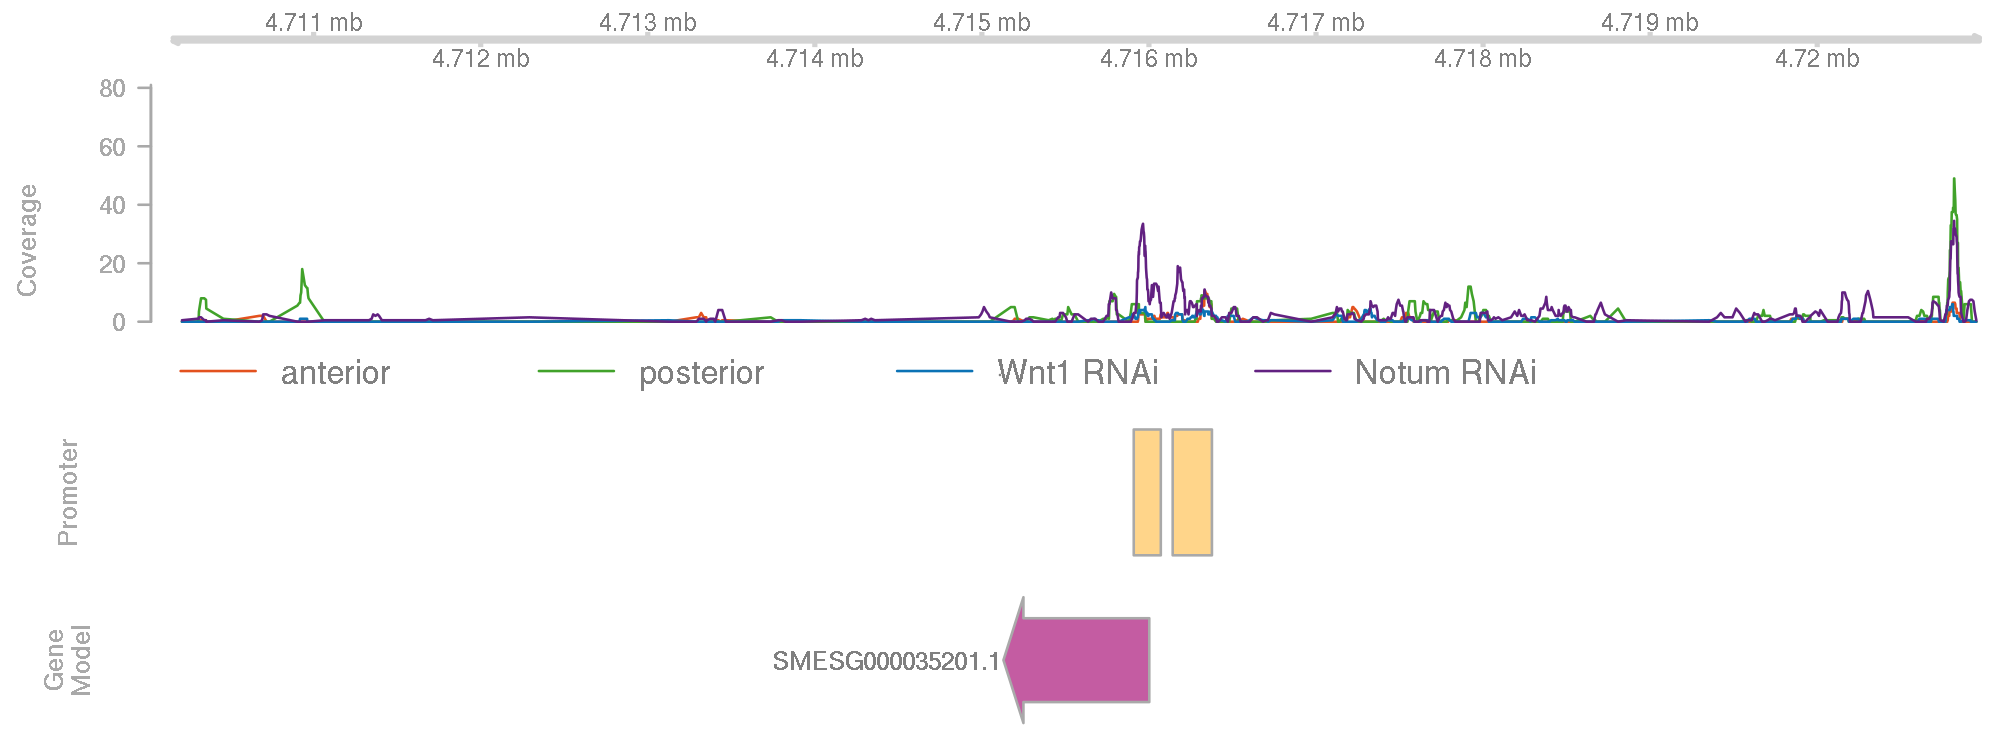 4.711 mb 4.713 mb 4.715 mb 4.717 mb 4.719 mb
4.712 mb 4.714 mb 4.716 mb 4.718 mb 4.72 mb
80
60
40
20
0
Coverage
anterior posterior Wnt1 RNAi Notum RNAi
Promoter
Gene
Model
SMESG000035201.1